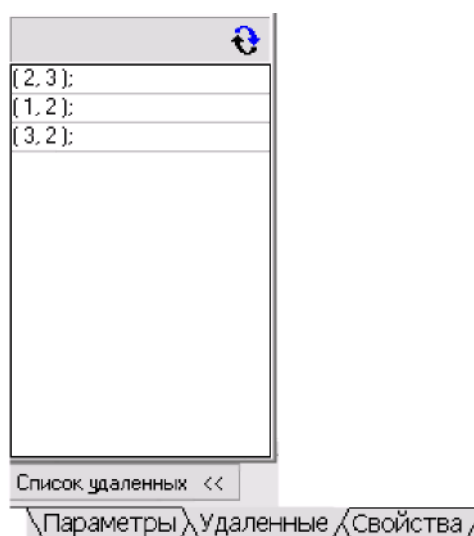 ( 2, 3 );
( 1, 2 );
( 3, 2 );
Список удаленных <<
Параметры Удаленные Свойства